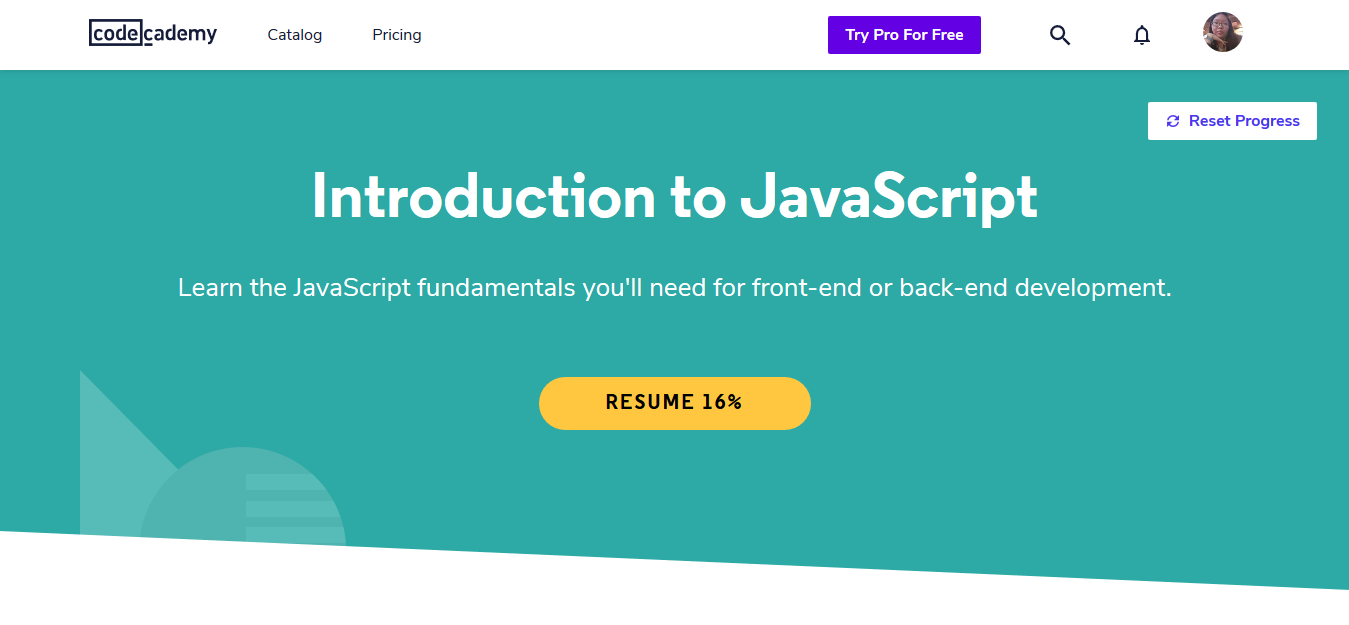 codecademy
Catalog
Pricing
Try Pro For Free
Reset Progress
Introduction to JavaScript
Learn the JavaScript fundamentals you'll need for front-end or back-end development.
RESUME 16%